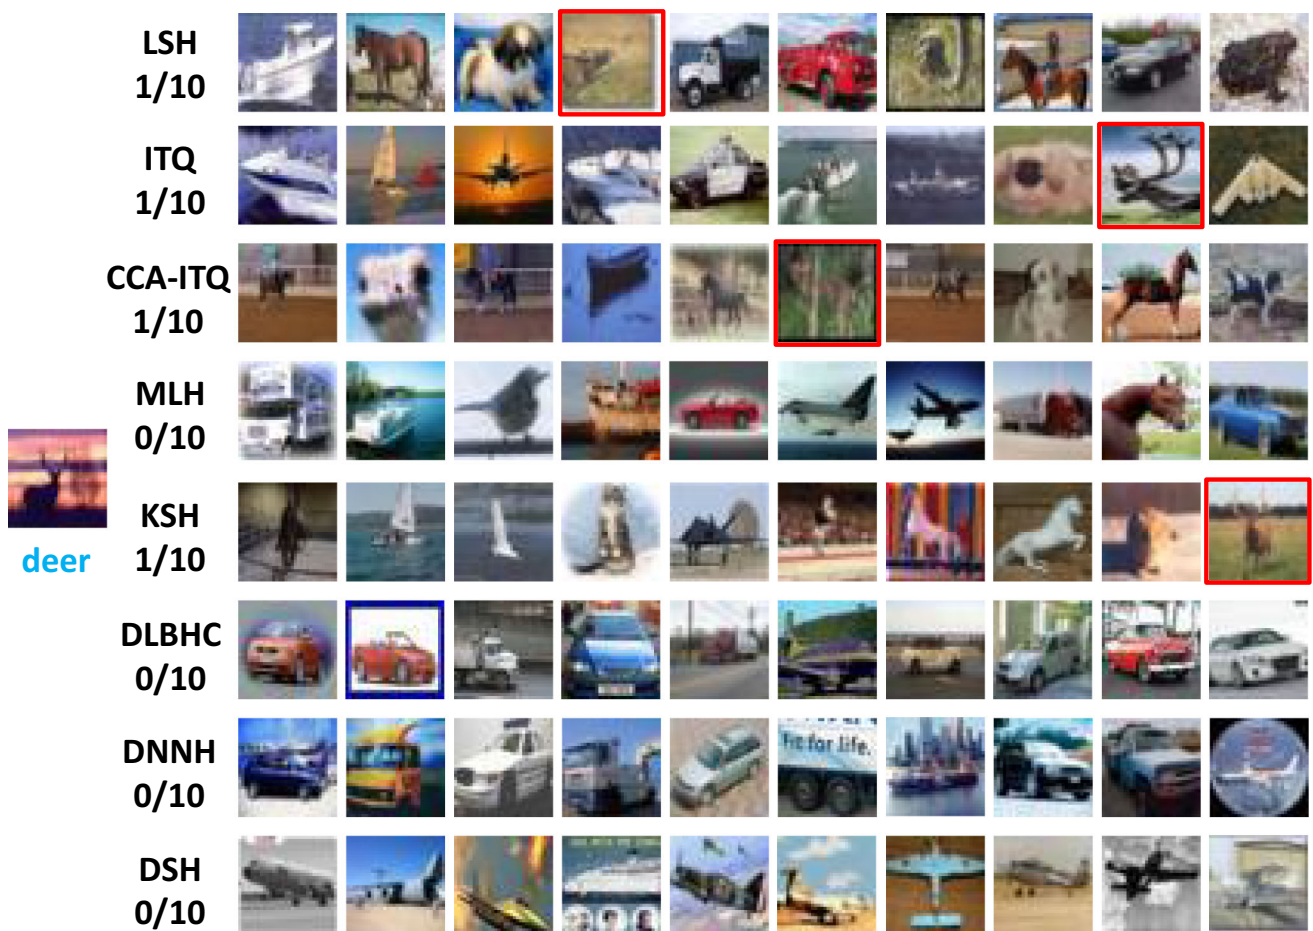 LSH
1/10
ITQ
1/10
CCA-ITQ
1/10
MLH
0/10
deer
KSH
1/10
DLBHC
0/10
DNNH
0/10
Fit for life.
DSH
0/10